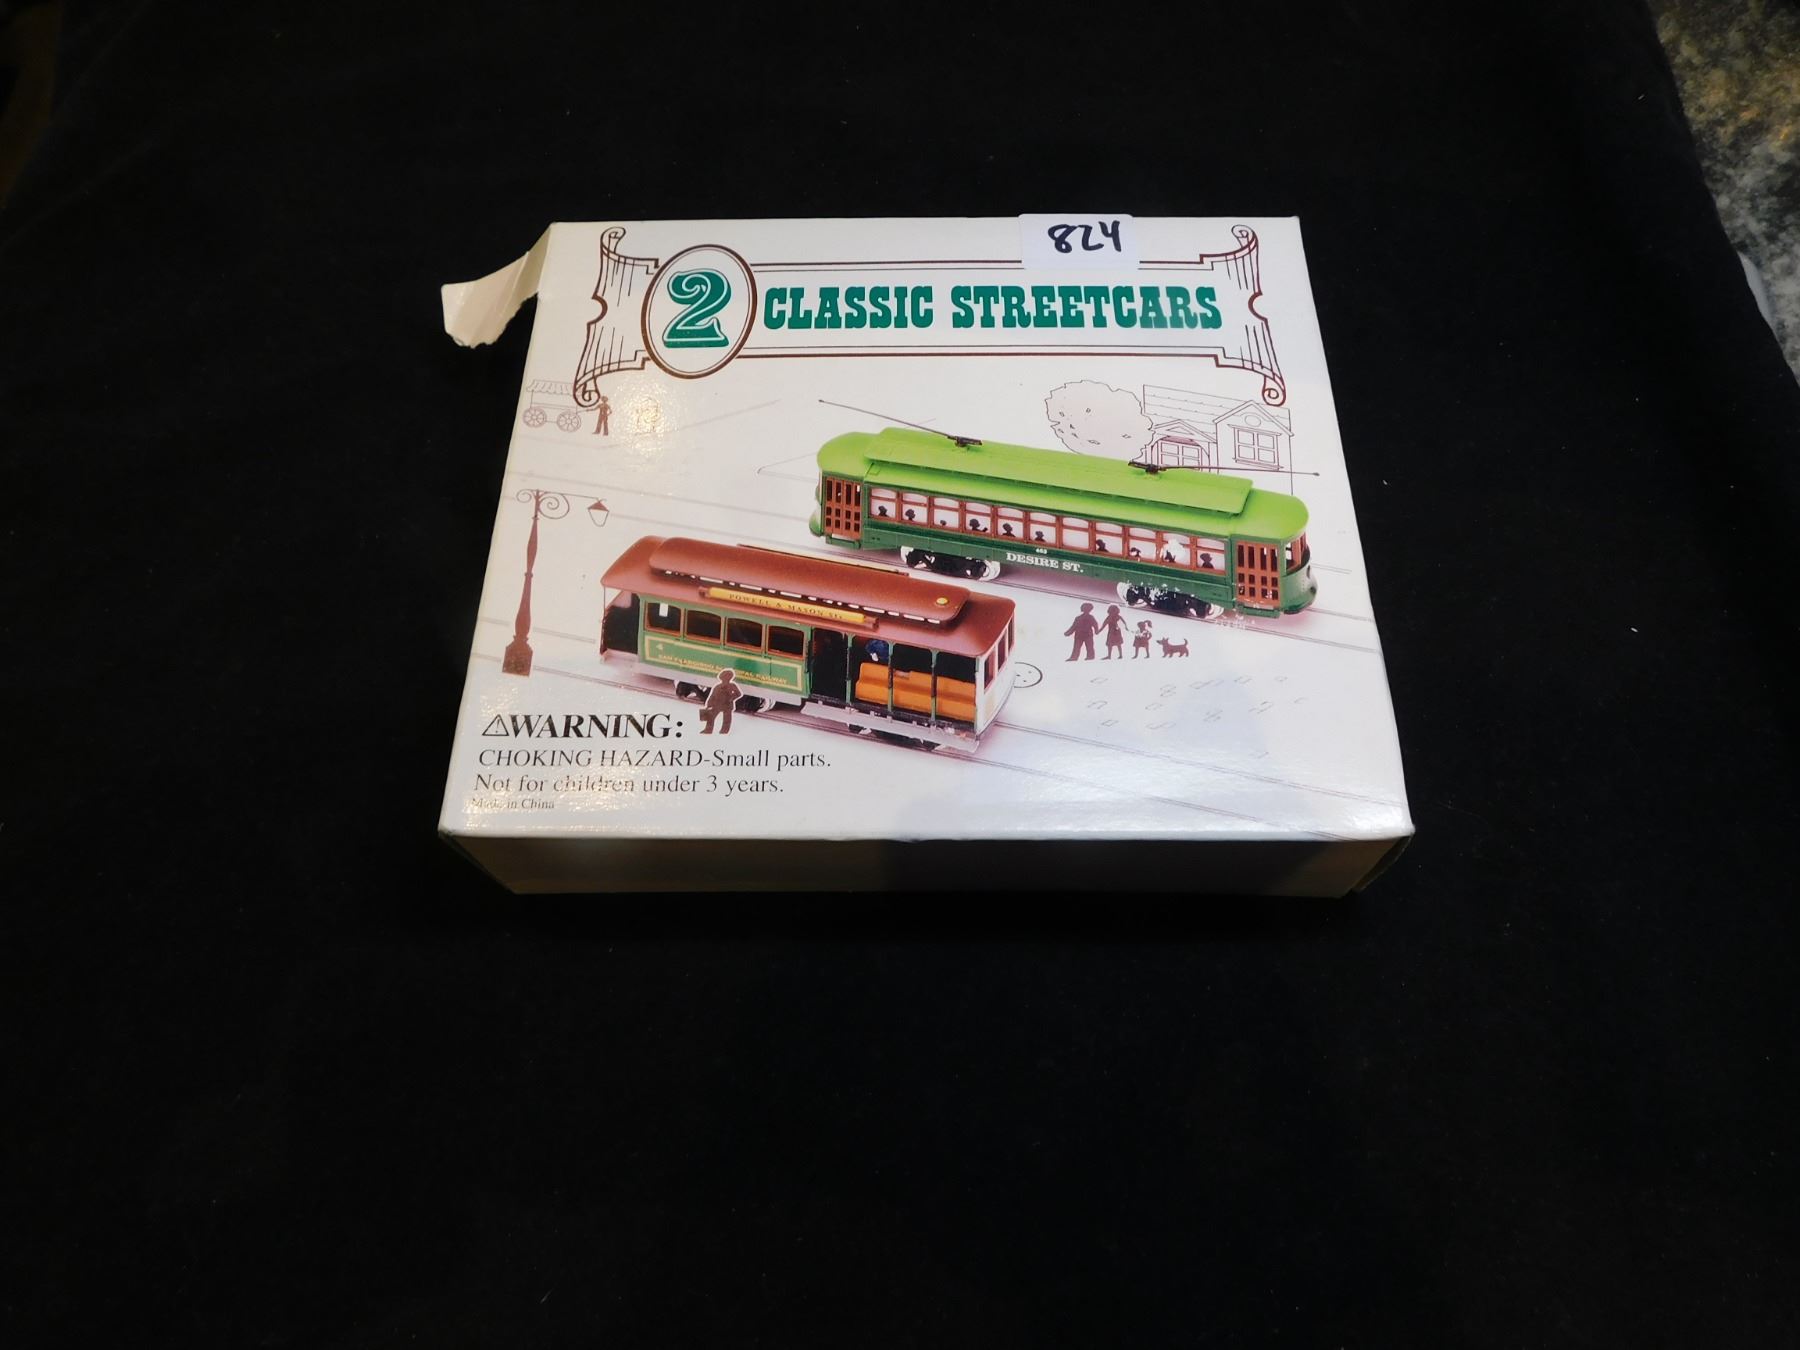 824
2 CLASSIC STREETCARS
DESIRE ST.
POWELL & MASON STS.
⚠WARNING:
CHOKING HAZARD-Small parts.
Not for children under 3 years.
Made in China